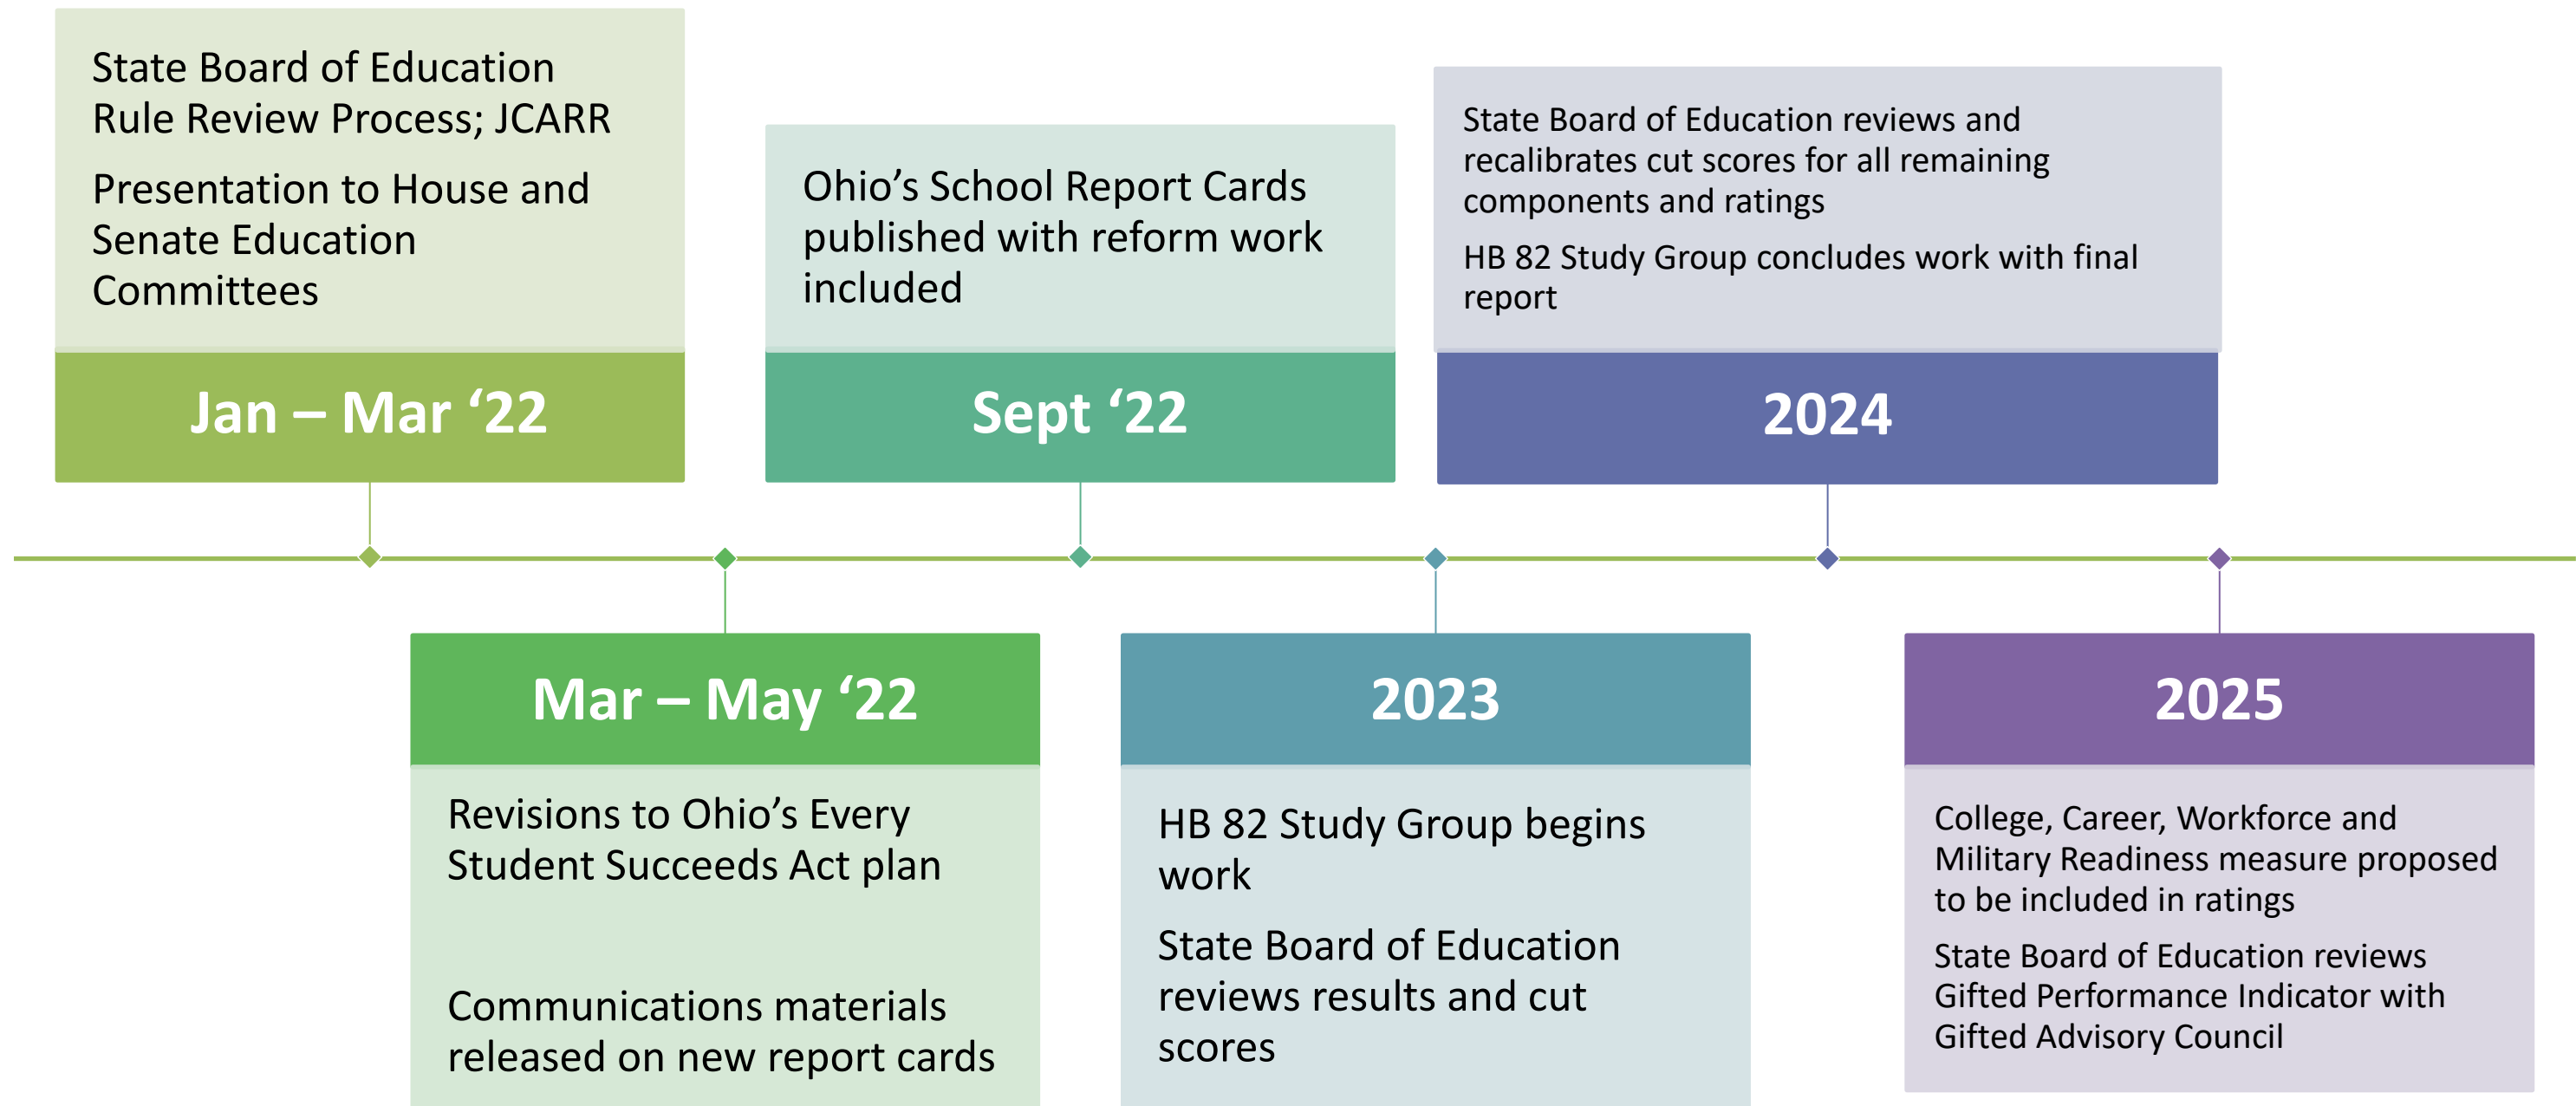 State Board of Education
Rule Review Process; JCARR
Presentation to House and
Senate Education
Committees
Jan – Mar ‘22
Mar – May ‘22
Revisions to Ohio’s Every
Student Succeeds Act plan
Communications materials
released on new report cards
Ohio’s School Report Cards
published with reform work
included
Sept ‘22
2023
HB 82 Study Group begins
work
State Board of Education
reviews results and cut
scores
State Board of Education reviews and
recalibrates cut scores for all remaining
components and ratings
HB 82 Study Group concludes work with final
report
2024
2025
College, Career, Workforce and
Military Readiness measure proposed
to be included in ratings
State Board of Education reviews
Gifted Performance Indicator with
Gifted Advisory Council